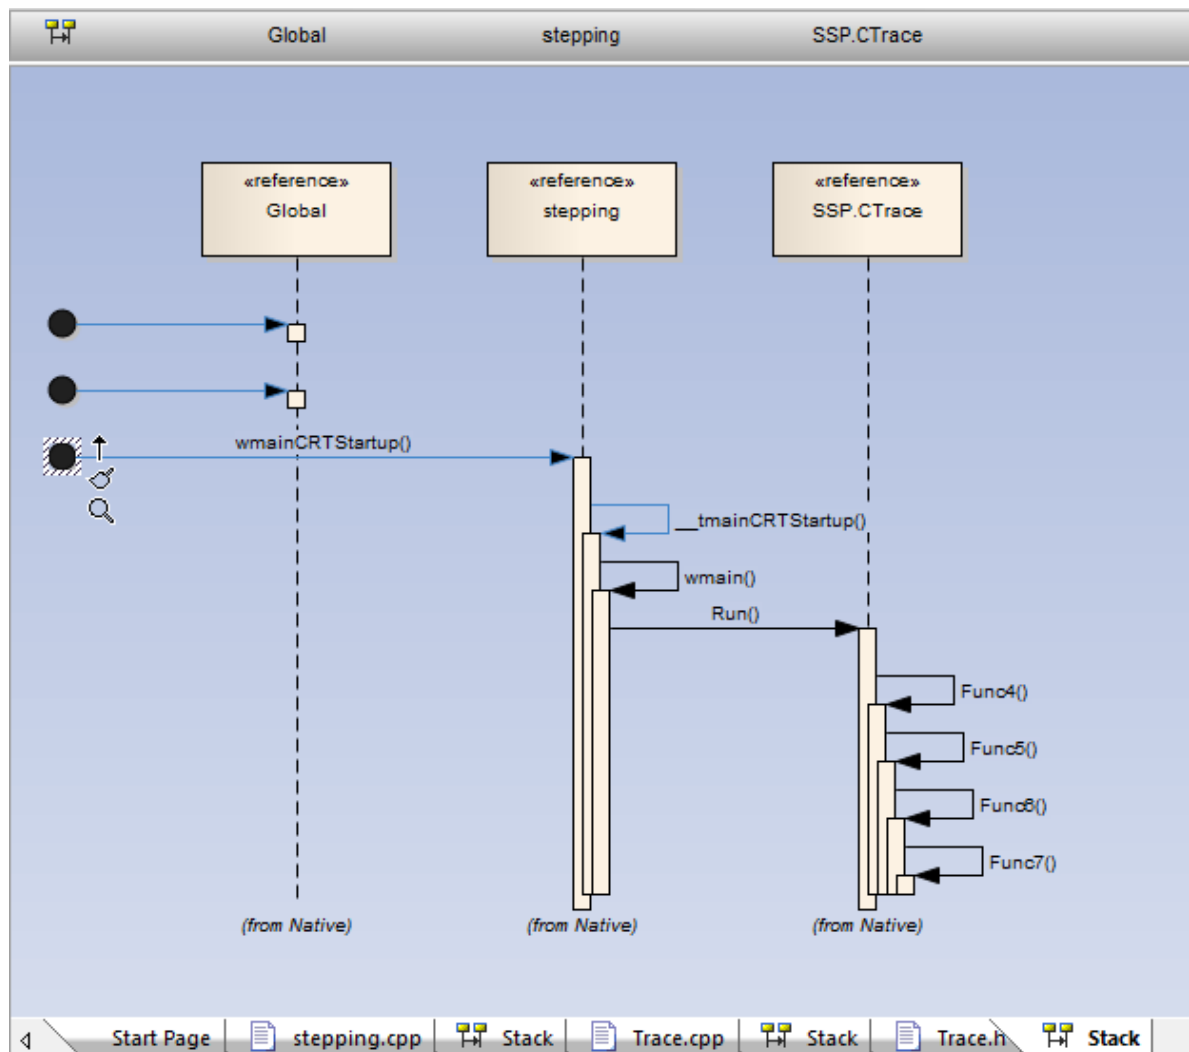 Global stepping SSP.CTrace
«reference» «reference» «reference»
Global stepping SSP.CTrace
wmainCRTStartup()
__tmainCRTStartup()
wmain()
Run()
Func4()
Func5()
Func6()
Func7()
(from Native) (from Native) (from Native)
Start Page stepping.cpp Stack Trace.cpp Stack Trace.h Stack